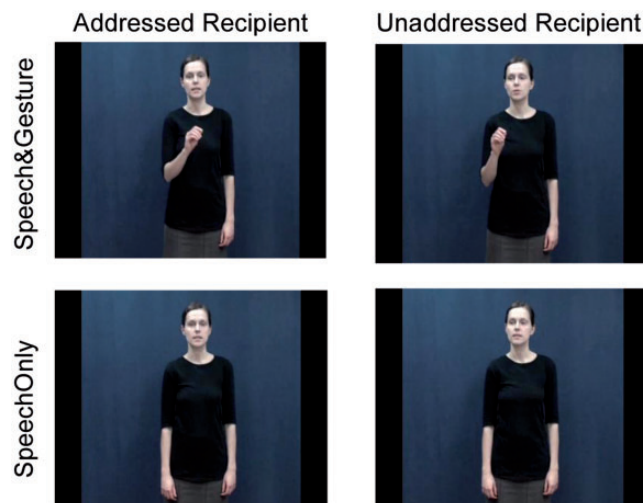 Addressed Recipient
Unaddressed Recipient
Speech&Gesture
SpeechOnly